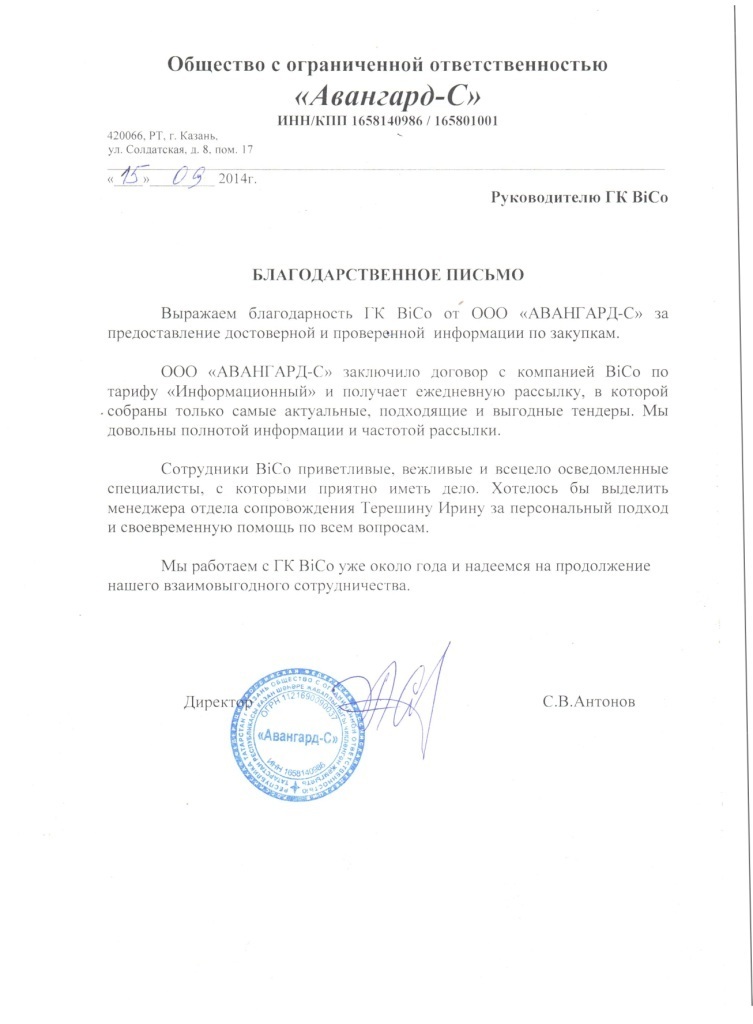 Общество с ограниченной ответственностью
«Авангард-С»
ИНН/КПП 1658140986 / 165801001
420066, РТ, г. Казань,
ул. Солдатская, д. 8, пом. 17
«15» 09 2014г.
Руководителю ГК BiCo
БЛАГОДАРСТВЕННОЕ ПИСЬМО
Выражаем благодарность ГК BiCo от ООО «АВАНГАРД-С» за
предоставление достоверной и проверенной информации по закупкам.
ООО «АВАНГАРД-С» заключило договор с компанией BiCo по
тарифу «Информационный» и получает ежедневную рассылку, в которой
собраны только самые актуальные, подходящие и выгодные тендеры. Мы
довольны полнотой информации и частотой рассылки.
Сотрудники BiCo приветливые, вежливые и всецело осведомленные
специалисты, с которыми приятно иметь дело. Хотелось бы выделить
менеджера отдела сопровождения Терешину Ирину за персональный подход
и своевременную помощь по всем вопросам.
Мы работаем с ГК BiCo уже около года и надеемся на продолжение
нашего взаимовыгодного сотрудничества.
Директор
С.В.Антонов
«Авангард-С»
ИНН 1658140986